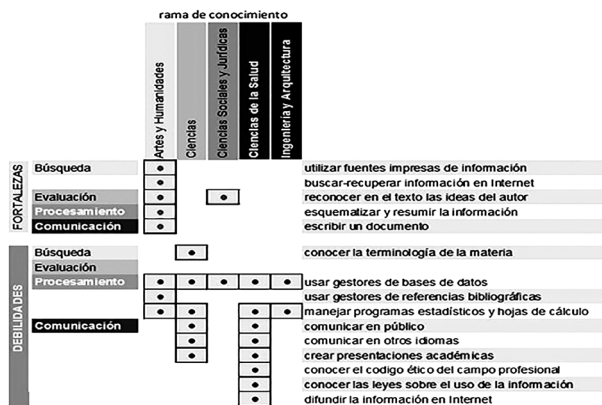 rama de conocimiento
Artes y Humanidades
Ciencias
Ciencias Sociales y Jurídicas
Ciencias de la Salud
Ingeniería y Arquitectura
FORTALEZAS
Búsqueda
utilizar fuentes impresas de información
buscar-recuperar información en Internet
Evaluación
reconocer en el texto las ideas del autor
Procesamiento
esquematizar y resumir la información
Comunicación
escribir un documento
DEBILIDADES
Búsqueda
conocer la terminología de la materia
Evaluación
Procesamiento
usar gestores de bases de datos
usar gestores de referencias bibliográficas
manejar programas estadísticos y hojas de cálculo
Comunicación
comunicar en público
comunicar en otros idiomas
crear presentaciones académicas
conocer el codigo ético del campo profesional
conocer las leyes sobre el uso de la información
difundir la información en Internet